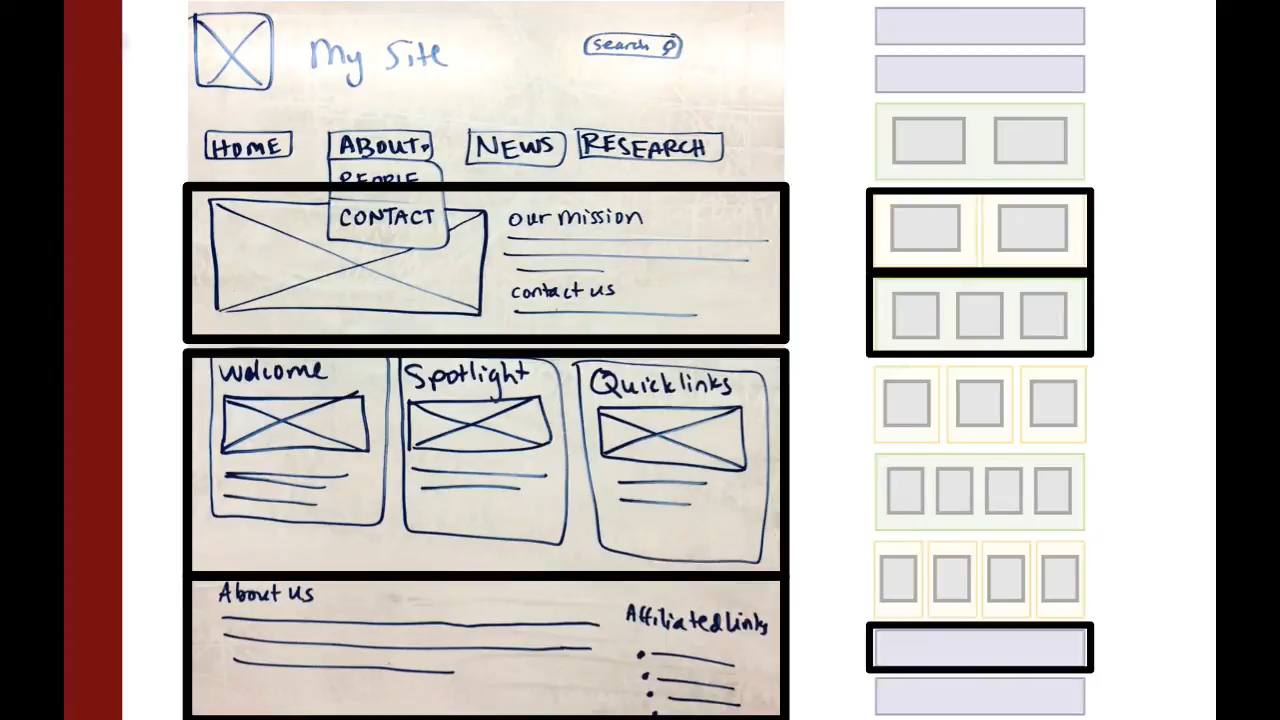 My Site
search
HOME
ABOUT
NEWS
RESEARCH
PEOPLE
CONTACT
our mission
contact us
Welcome
Spotlight
Quicklinks
About Us
Affiliated links